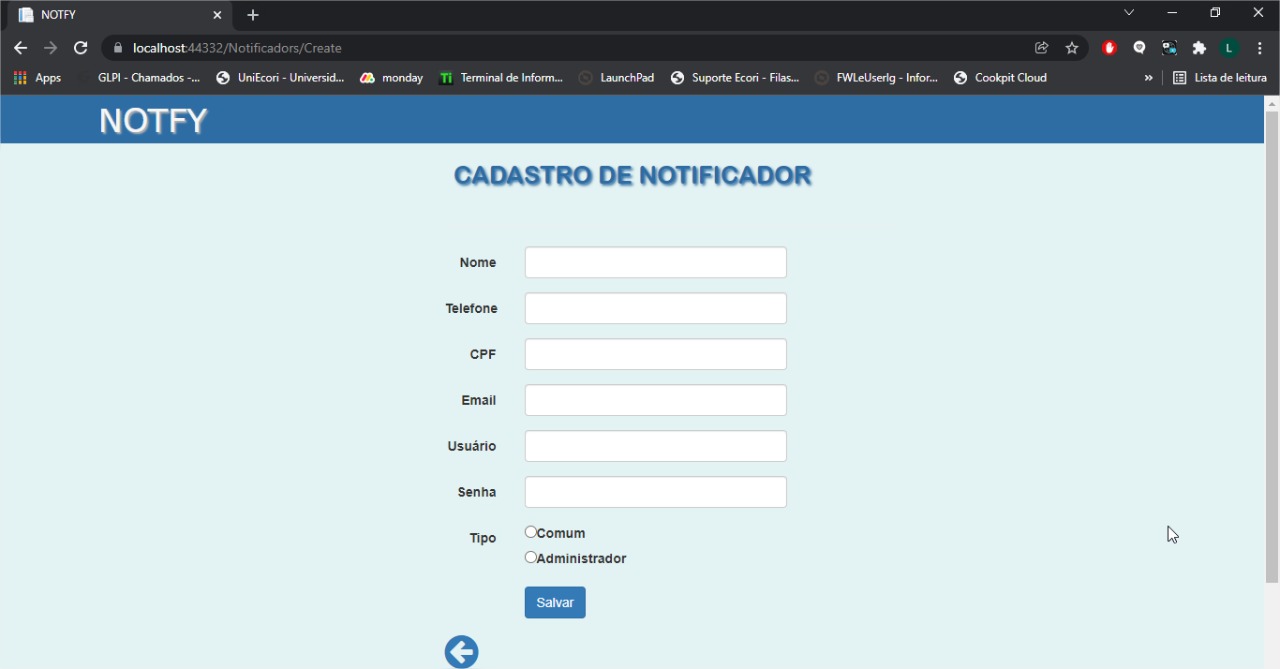 NOTFY
localhost:44332/Notificadors/Create
L
Apps GLPI - Chamados -... UniEcori - Universid... monday Ti Terminal de Inform... LaunchPad Suporte Ecori - Filas... FWLeUserlg - Infor... Cookpit Cloud » Lista de leitura
NOTFY
CADASTRO DE NOTIFICADOR
Nome
Telefone
CPF
Email
Usuário
Senha
Tipo Comum
Administrador
Salvar